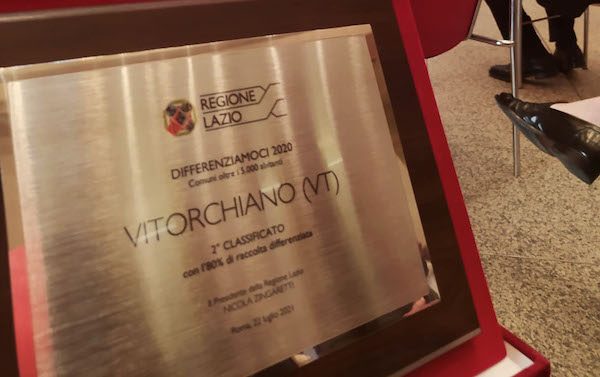 REGIONE
LAZIO
DIFFERENZIAMOCI 2020
Comuni oltre i 5.000 abitanti
VITORCHIANO (VT)
2° CLASSIFICATO
con l'80% di raccolta differenziata
Il Presidente della Regione Lazio
NICOLA ZINGARETTI
Roma, 22 luglio 2021